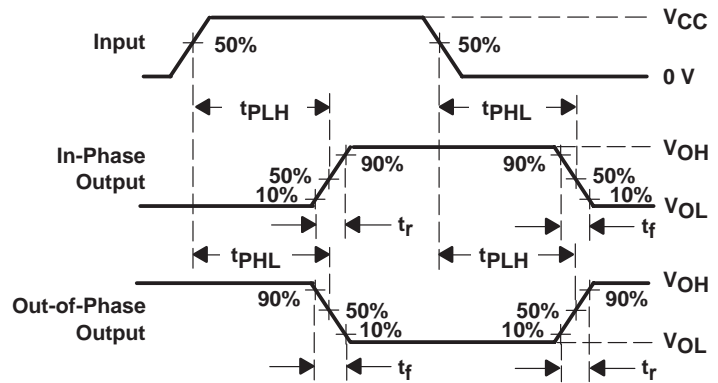 VCC
Input
50%
50%
0 V
tPLH
tPHL
In-Phase
Output
VOH
90%
90%
50%
50%
10%
10%
VOL
tr
tf
tPHL
tPLH
Out-of-Phase
Output
VOH
90%
90%
50%
50%
10%
10%
VOL
tf
tr